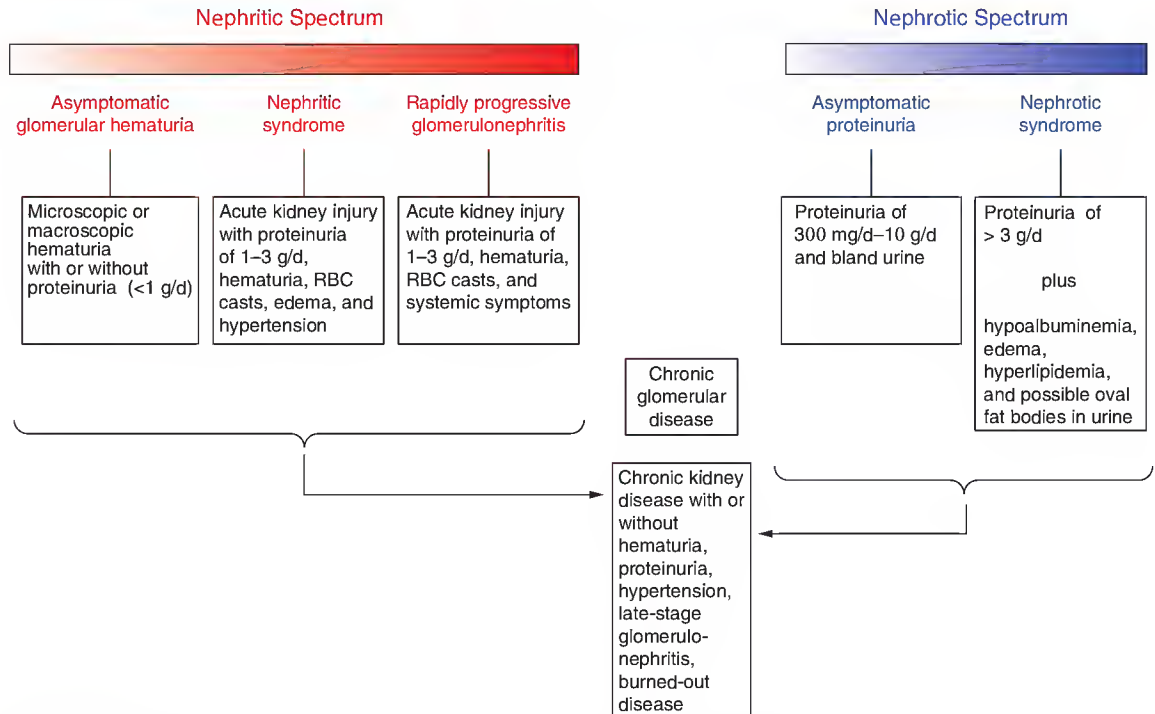 Nephritic Spectrum
Asymptomatic
glomerular hematuria
Nephritic
syndrome
Rapidly progressive
glomerulonephritis
Microscopic or
macroscopic
hematuria
with or without
proteinuria (<1 g/d)
Acute kidney injury
with proteinuria
of 1–3 g/d,
hematuria, RBC
casts, edema, and
hypertension
Acute kidney injury
with proteinuria of
1–3 g/d, hematuria,
RBC casts, and
systemic symptoms
Nephrotic Spectrum
Asymptomatic
proteinuria
Nephrotic
syndrome
Proteinuria of
300 mg/d–10 g/d
and bland urine
Proteinuria of
> 3 g/d
plus
hypoalbuminemia,
edema,
hyperlipidemia,
and possible oval
fat bodies in urine
Chronic
glomerular
disease
Chronic kidney
disease with or
without
hematuria,
proteinuria,
hypertension,
late-stage
glomerulo-
nephritis,
burned-out
disease